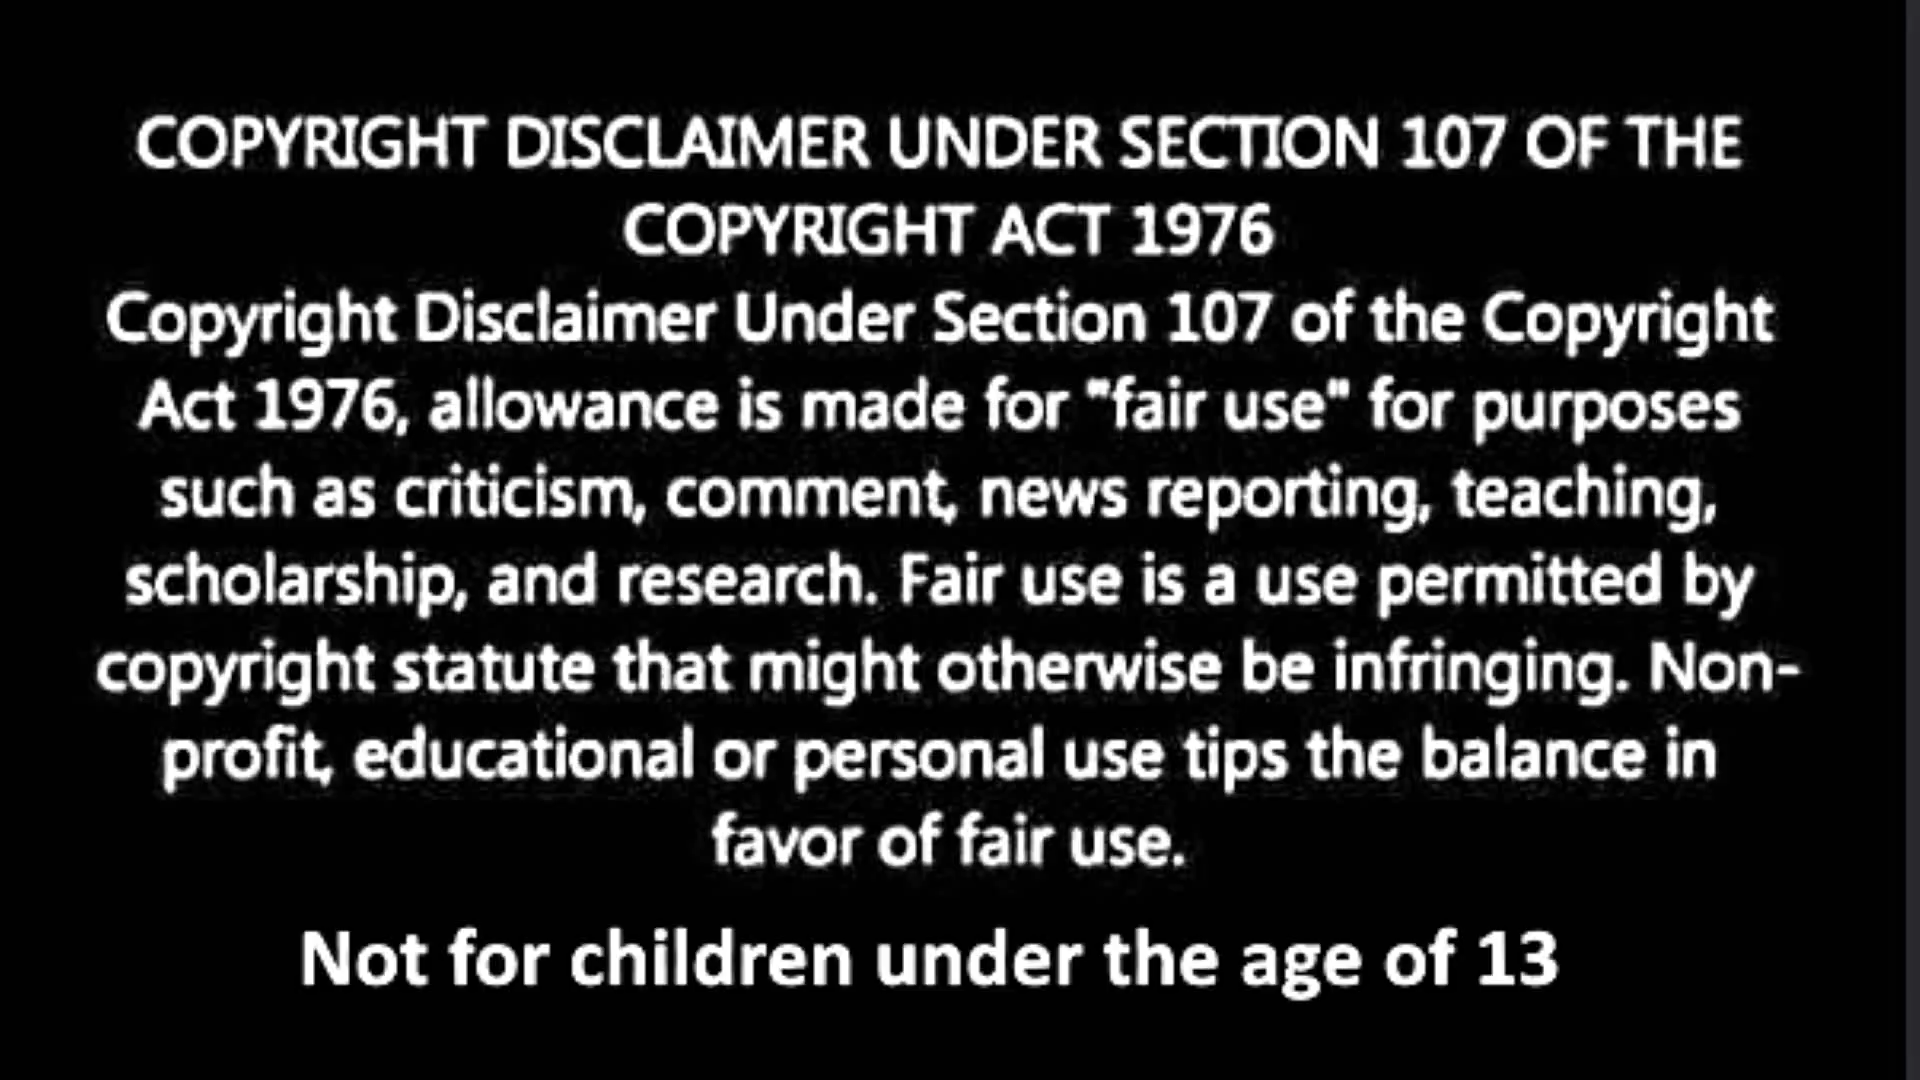 COPYRIGHT DISCLAIMER UNDER SECTION 107 OF THE
COPYRIGHT ACT 1976
Copyright Disclaimer Under Section 107 of the Copyright
Act 1976, allowance is made for "fair use" for purposes
such as criticism, comment, news reporting, teaching,
scholarship, and research. Fair use is a use permitted by
copyright statute that might otherwise be infringing. Non-
profit, educational or personal use tips the balance in
favor of fair use.
Not for children under the age of 13